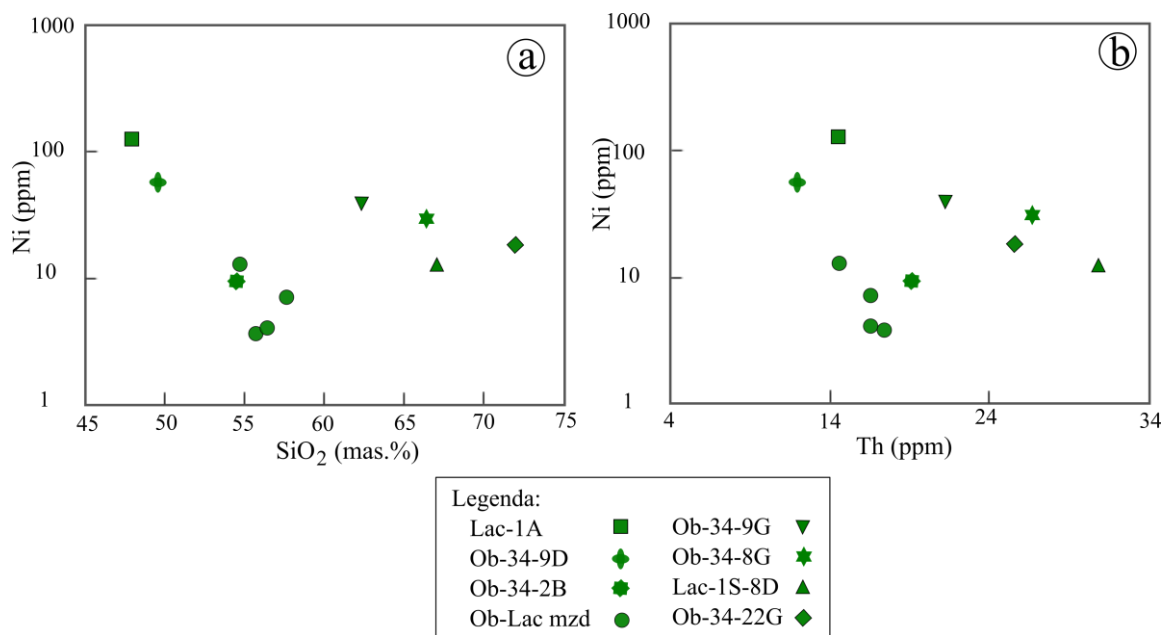 a
1000
100
10
1
Ni (ppm)
45 50 55 60 65 70 75
SiO2 (mas.%)
b
1000
100
10
1
Ni (ppm)
4 14 24 34
Th (ppm)
Legenda:
Lac-1A
Ob-34-9D
Ob-34-2B
Ob-Lac mzd
Ob-34-9G
Ob-34-8G
Lac-1S-8D
Ob-34-22G